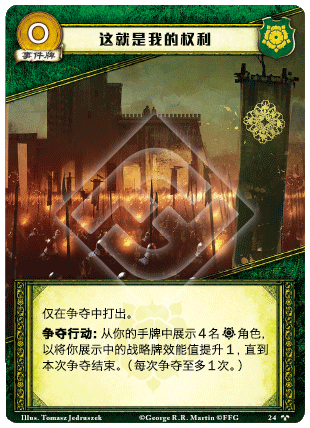 0
这就是我的权利
事件牌
仅在争夺中打出。
争夺行动: 从你的手牌中展示4名角色,
以将你展示中的战略牌效能值提升1, 直到
本次争夺结束。（每次争夺至多1次。）
Illus. Tomasz Jedruszek ©George R.R. Martin ©FFG 24